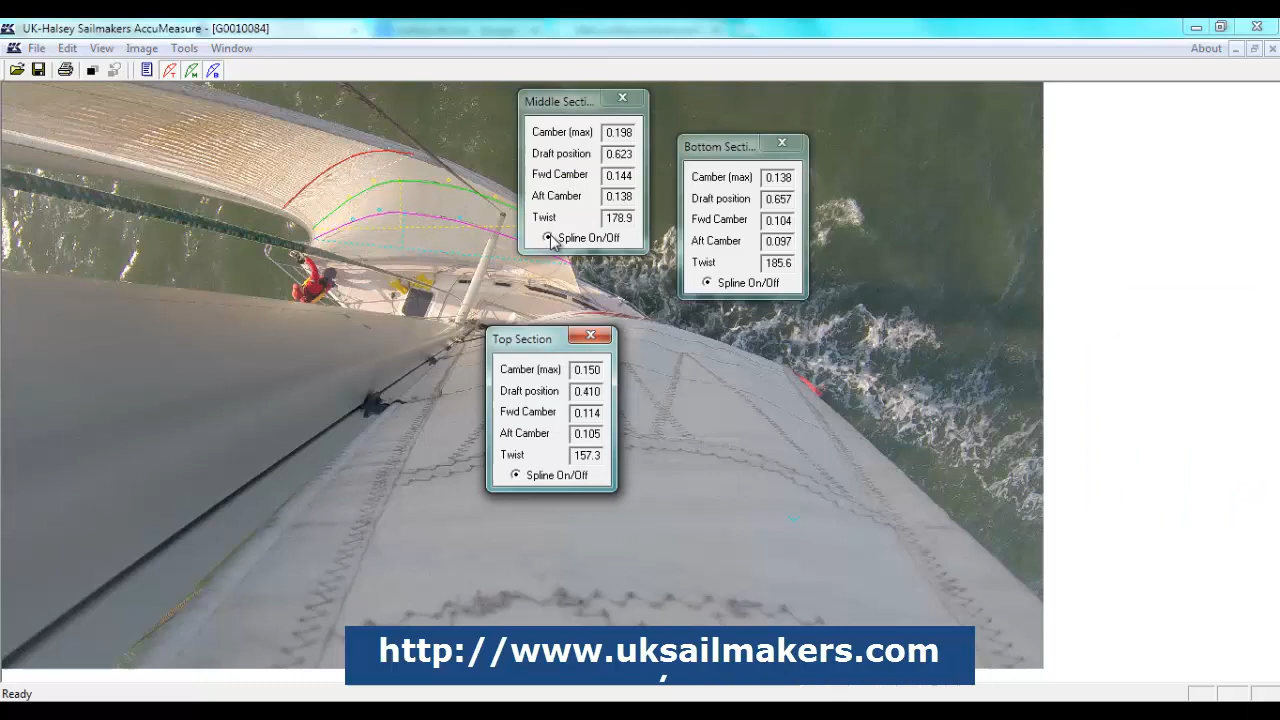 UK-Halsey Sailmakers AccuMeasure - [G0010084]
File Edit View Image Tools Window About
T M B
Middle Secti...
Camber (max) 0.198
Draft position 0.623
Fwd Camber 0.144
Aft Camber 0.138
Twist 178.9
Spline On/Off
Bottom Secti...
Camber (max) 0.138
Draft position 0.657
Fwd Camber 0.104
Aft Camber 0.097
Twist 185.6
Spline On/Off
Top Section
Camber (max) 0.150
Draft position 0.410
Fwd Camber 0.114
Aft Camber 0.105
Twist 157.3
Spline On/Off
http://www.uksailmakers.com
/
Ready